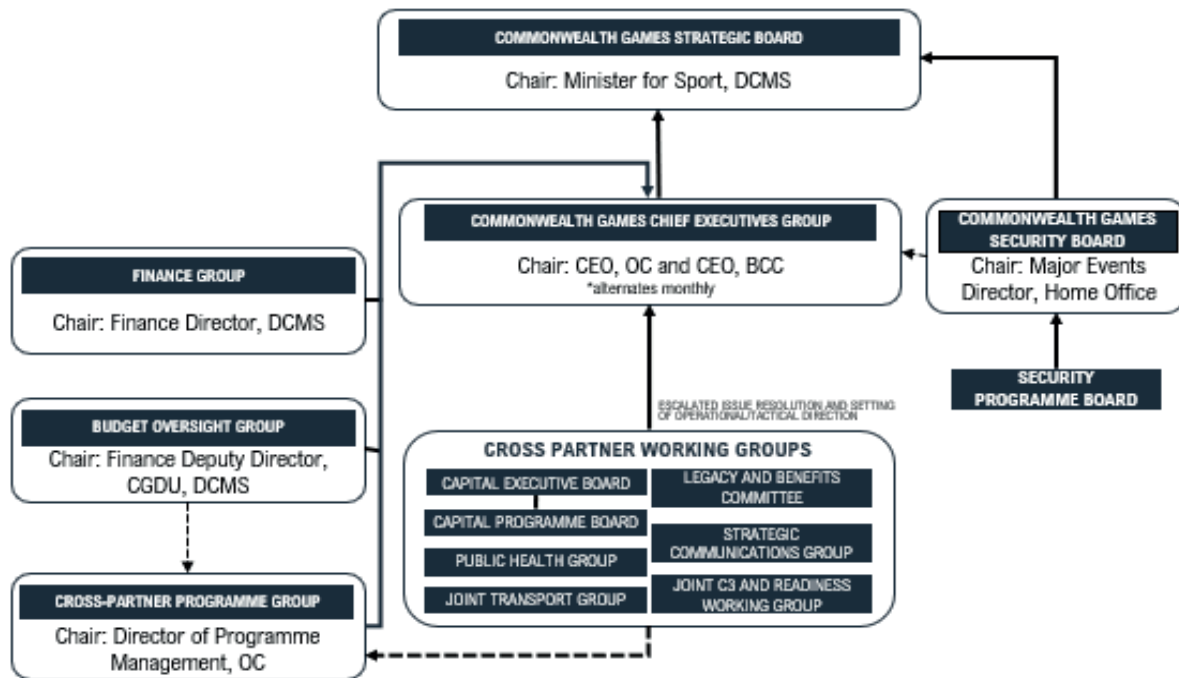 COMMONWEALTH GAMES STRATEGIC BOARD
Chair: Minister for Sport, DCMS
COMMONWEALTH GAMES CHIEF EXECUTIVES GROUP
Chair: CEO, OC and CEO, BCC
*alternates monthly
COMMONWEALTH GAMES
SECURITY BOARD
Chair: Major Events
Director, Home Office
SECURITY
PROGRAMME BOARD
FINANCE GROUP
Chair: Finance Director, DCMS
BUDGET OVERSIGHT GROUP
Chair: Finance Deputy Director,
CGDU, DCMS
CROSS-PARTNER PROGRAMME GROUP
Chair: Director of Programme
Management, OC
ESCALATED ISSUE RESOLUTION AND SETTING
OF OPERATIONAL/TACTICAL DIRECTION
CROSS PARTNER WORKING GROUPS
CAPITAL EXECUTIVE BOARD
CAPITAL PROGRAMME BOARD
PUBLIC HEALTH GROUP
JOINT TRANSPORT GROUP
LEGACY AND BENEFITS
COMMITTEE
STRATEGIC
COMMUNICATIONS GROUP
JOINT C3 AND READINESS
WORKING GROUP